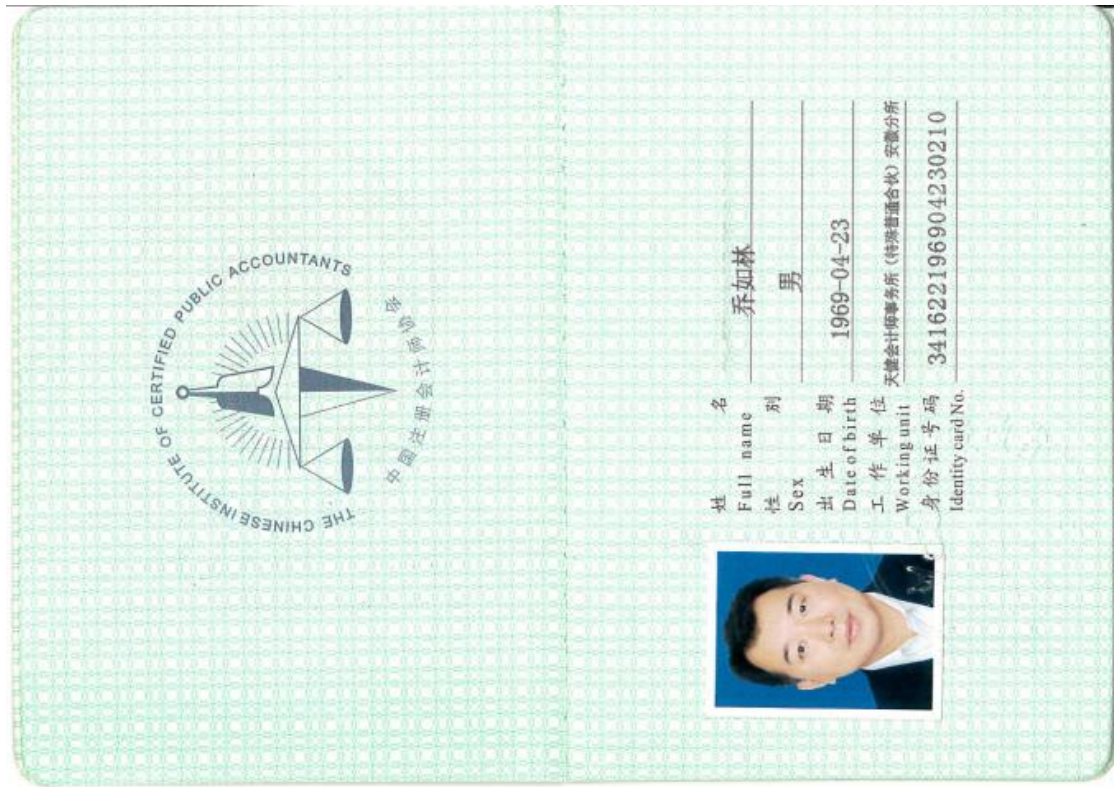 THE CHINESE INSTITUTE OF CERTIFIED PUBLIC ACCOUNTANTS
中国注册会计师协会
姓 名 乔如林
Full name
性 别 男
Sex
出 生 日 期 1969-04-23
Date of birth
工 作 单 位 天健会计师事务所（特殊普通合伙）安徽分所
Working unit
身 份 证 号 码 341622196904230210
Identity card No.